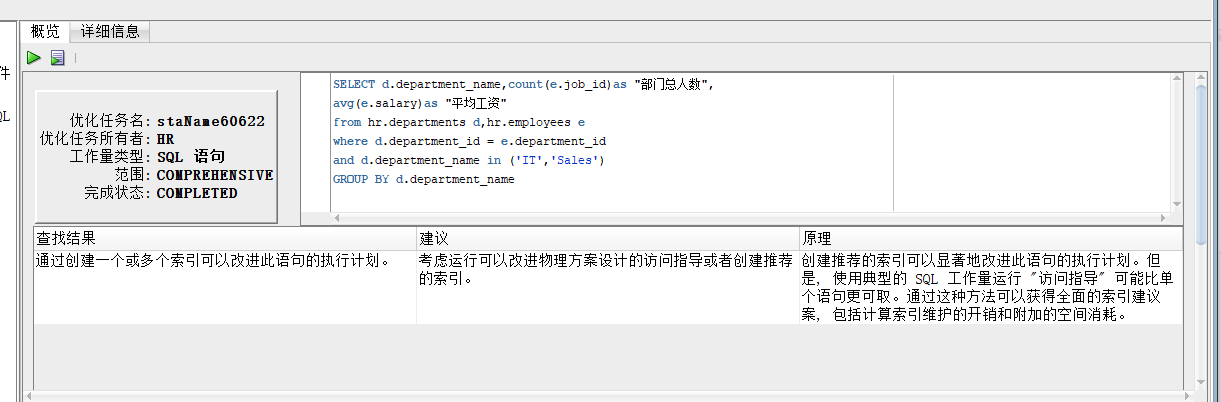 概览 详细信息
件
QL
优化任务名: staName60622
优化任务所有者: HR
工作量类型: SQL 语句
范围: COMPREHENSIVE
完成状态: COMPLETED
SELECT d.department_name,count(e.job_id)as "部门总人数",
avg(e.salary)as "平均工资"
from hr.departments d,hr.employees e
where d.department_id = e.department_id
and d.department_name in ('IT','Sales')
GROUP BY d.department_name
查找结果 建议 原理
通过创建一个或多个索引可以改进此语句的执行计划。
考虑运行可以改进物理方案设计的访问指导或者创建推荐
的索引。
创建推荐的索引可以显著地改进此语句的执行计划。但
是, 使用典型的 SQL 工作量运行 "访问指导" 可能比单
个语句更可取。通过这种方法可以获得全面的索引建议
案, 包括计算索引维护的开销和附加的空间消耗。